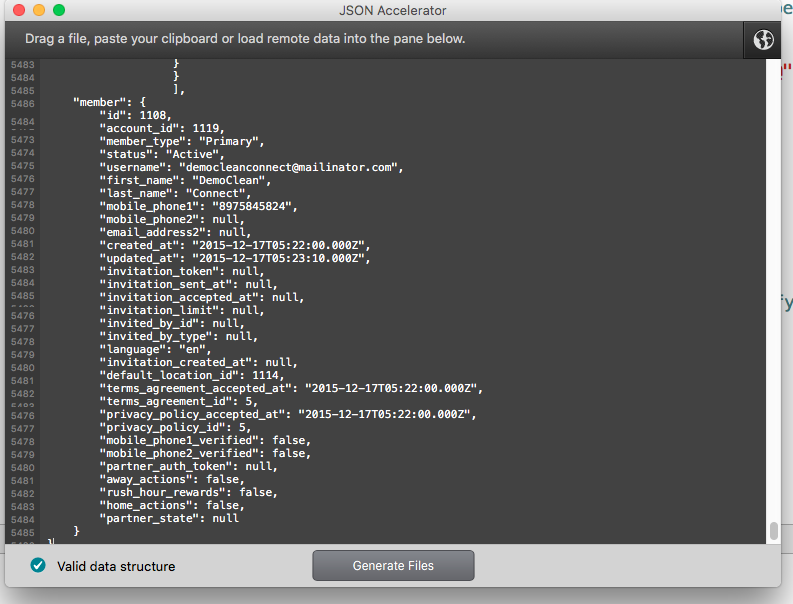 JSON Accelerator
Drag a file, paste your clipboard or load remote data into the pane below.
5483 }
5484 }
5485 ],
5486 "member": {
"id": 1108,
5484 "account_id": 1119,
5473 "member_type": "Primary",
5474 "status": "Active",
5475 "username": "democleanconnect@mailinator.com",
5476 "first_name": "DemoClean",
5477 "last_name": "Connect",
5478 "mobile_phone1": "8975845824",
5479 "mobile_phone2": null,
5480 "email_address2": null,
5481 "created_at": "2015-12-17T05:22:00.000Z",
5482 "updated_at": "2015-12-17T05:23:10.000Z",
5483 "invitation_token": null,
5484 "invitation_sent_at": null,
5485 "invitation_accepted_at": null,
"invitation_limit": null,
5476 "invited_by_id": null,
5477 "invited_by_type": null,
5478 "language": "en",
5479 "invitation_created_at": null,
5480 "default_location_id": 1114,
5481 "terms_agreement_accepted_at": "2015-12-17T05:22:00.000Z",
5482 "terms_agreement_id": 5,
5476 "privacy_policy_accepted_at": "2015-12-17T05:22:00.000Z",
5477 "privacy_policy_id": 5,
5478 "mobile_phone1_verified": false,
5479 "mobile_phone2_verified": false,
5480 "partner_auth_token": null,
5481 "away_actions": false,
5482 "rush_hour_rewards": false,
5483 "home_actions": false,
5484 "partner_state": null
5485 }
}
Valid data structure
Generate Files